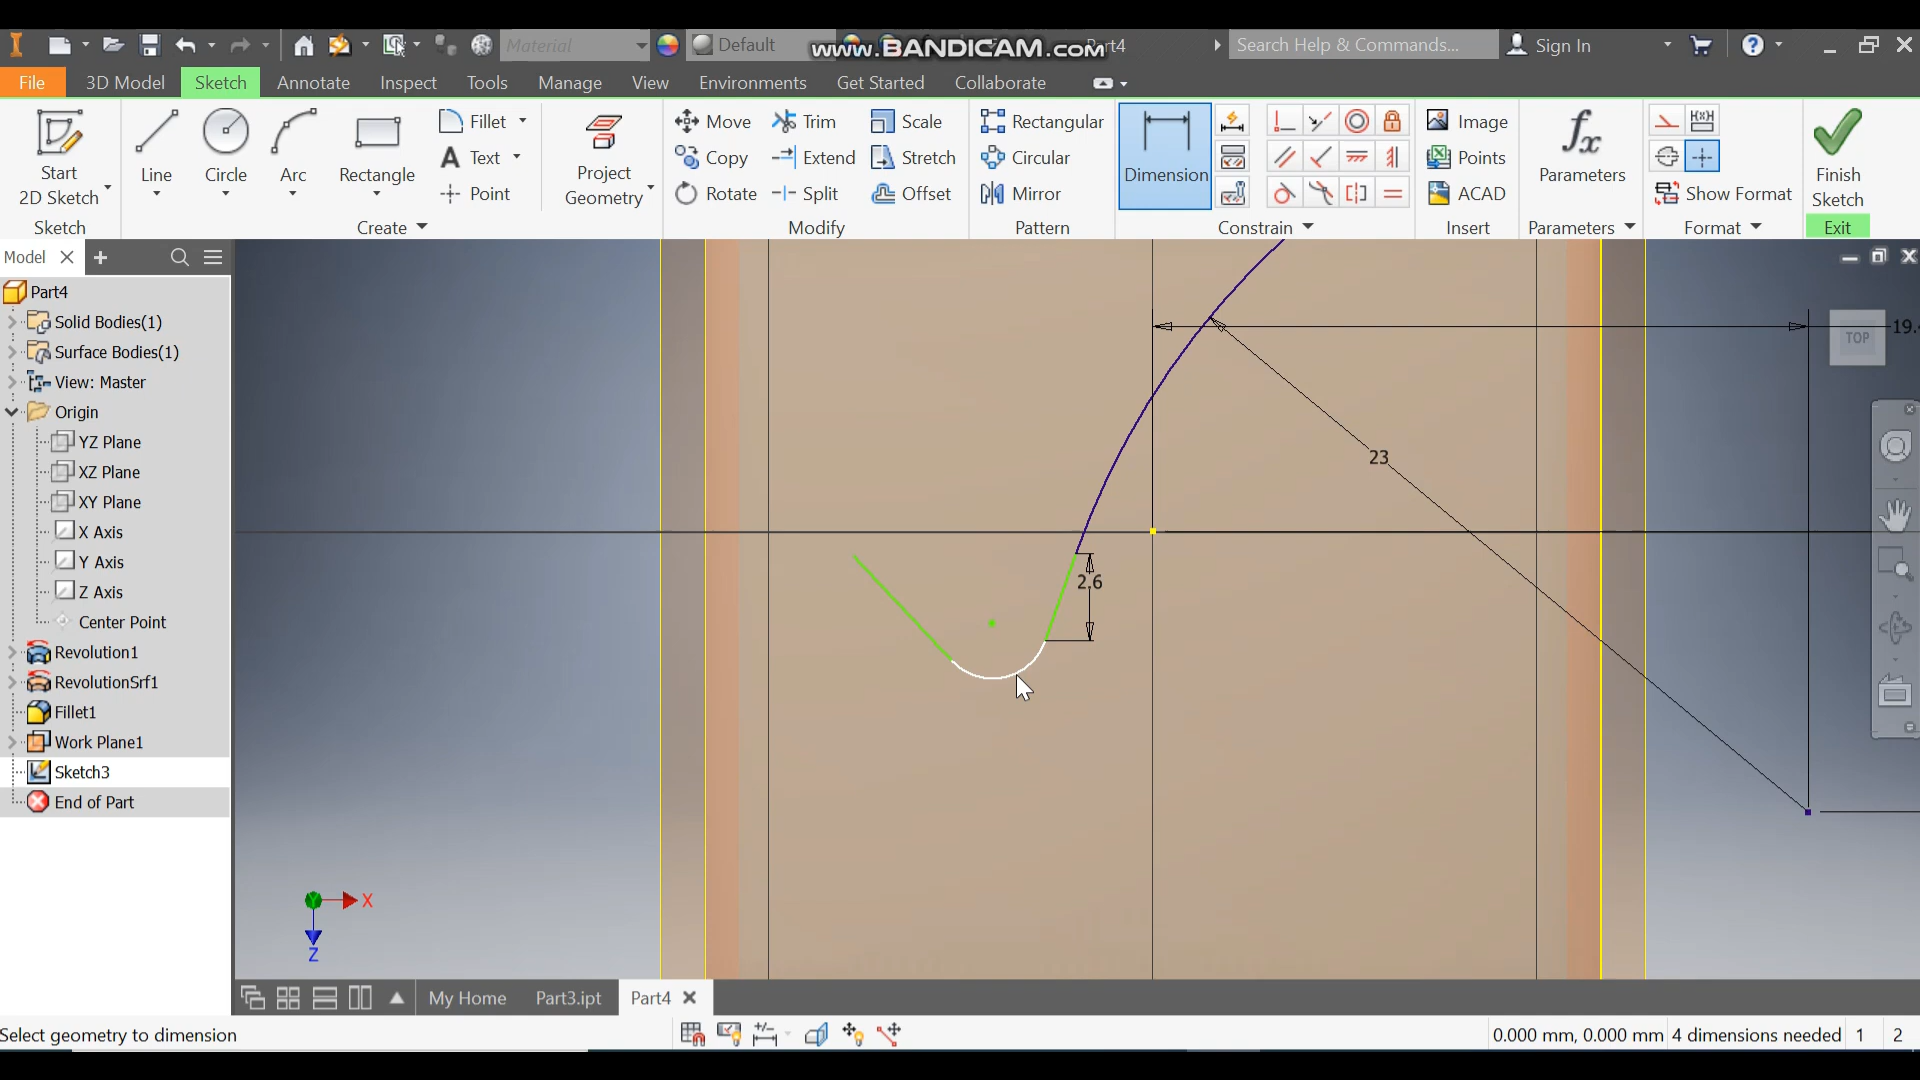 Material
Default
www.BANDICAM.com
Part4
Search Help & Commands...
Sign In
File
3D Model
Sketch
Annotate
Inspect
Tools
Manage
View
Environments
Get Started
Collaborate
Start
2D Sketch
Line
Circle
Arc
Rectangle
Fillet
Text
Point
Project
Geometry
Move
Copy
Rotate
Trim
Extend
Split
Scale
Stretch
Offset
Rectangular
Circular
Mirror
Dimension
Image
Points
ACAD
Parameters
Show Format
Finish
Sketch
Sketch
Create
Modify
Pattern
Constrain
Insert
Parameters
Format
Exit
Model
Part4
Solid Bodies(1)
Surface Bodies(1)
View: Master
Origin
YZ Plane
XZ Plane
XY Plane
X Axis
Y Axis
Z Axis
Center Point
Revolution1
RevolutionSrf1
Fillet1
Work Plane1
Sketch3
End of Part
19.
TOP
23
2.6
X
Z
My Home
Part3.ipt
Part4
Select geometry to dimension
0.000 mm, 0.000 mm
4 dimensions needed
1
2